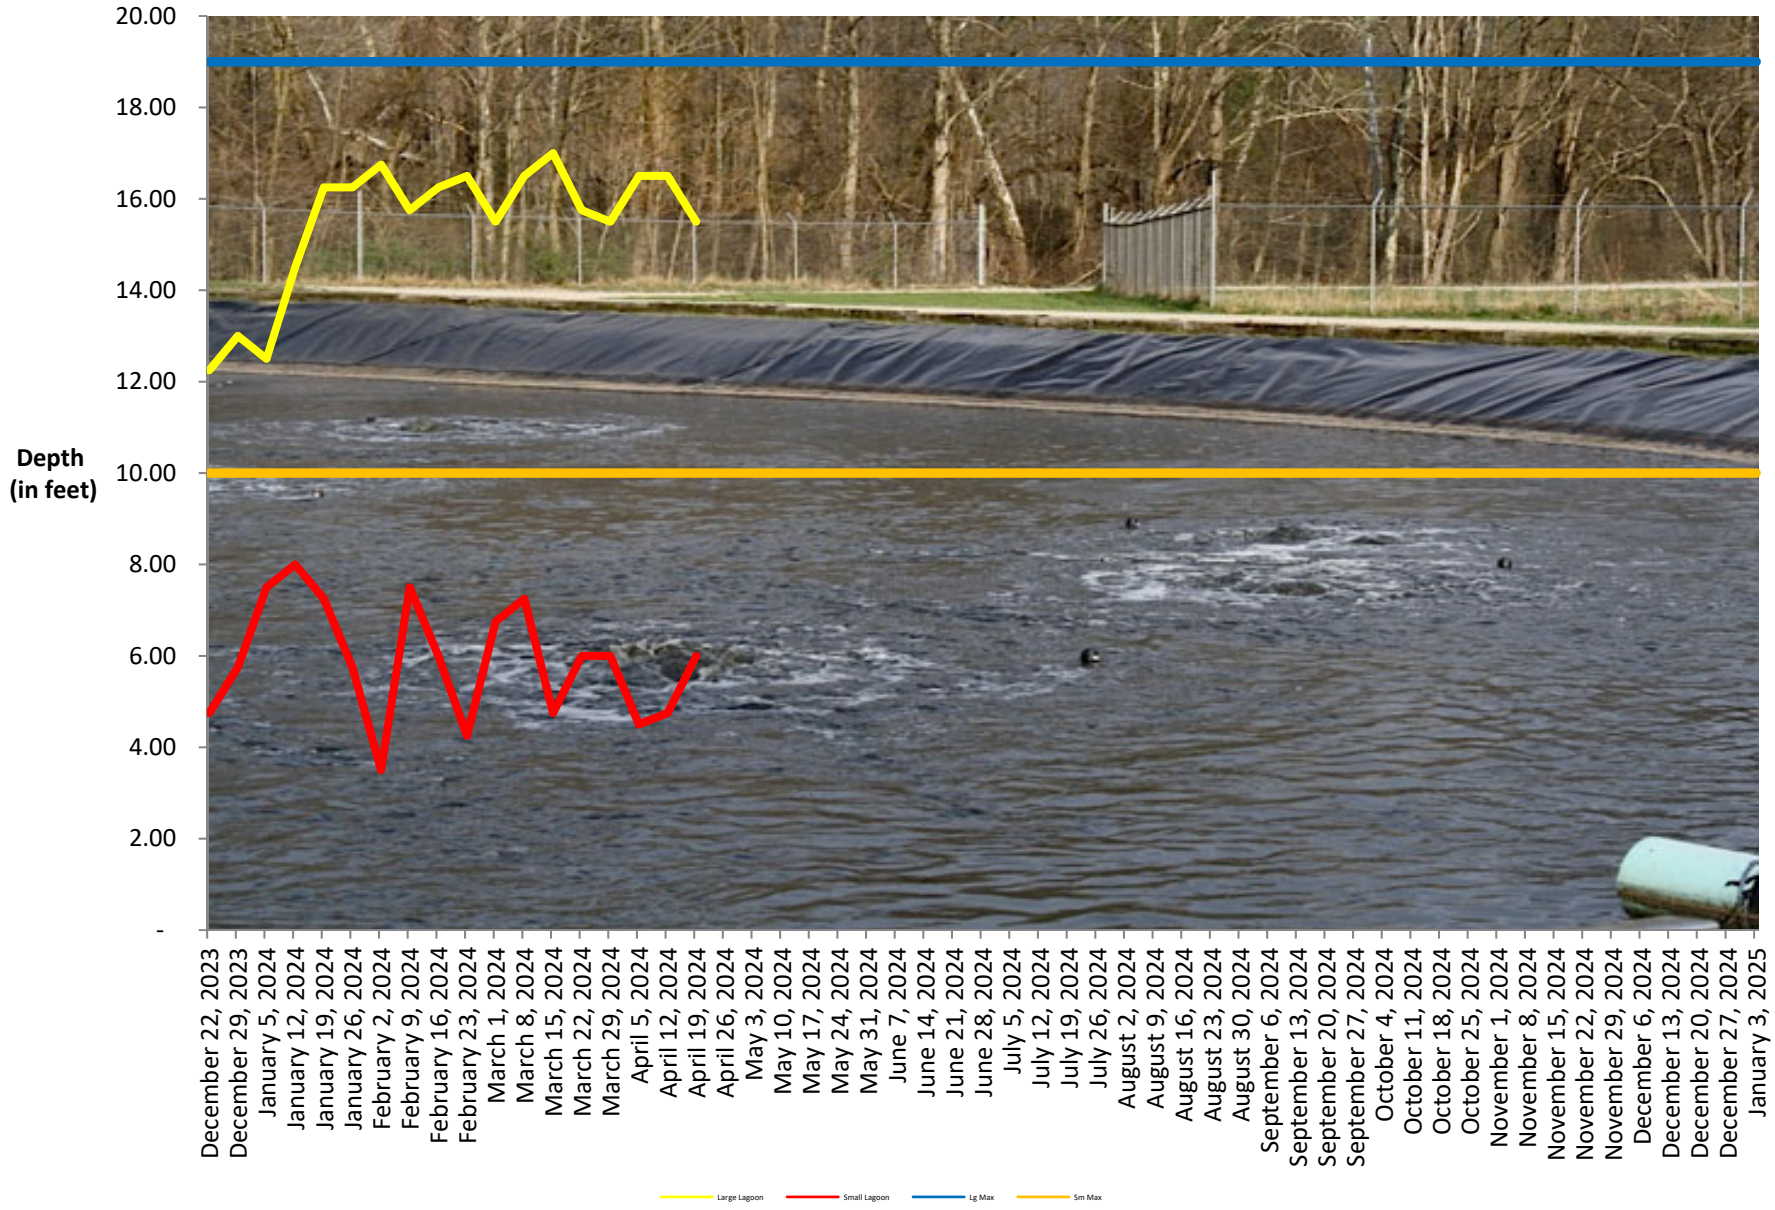 20.00
18.00
16.00
14.00
12.00
Depth
(in feet)
10.00
8.00
6.00
4.00
2.00
-
December 22, 2023
December 29, 2023
January 5, 2024
January 12, 2024
January 19, 2024
January 26, 2024
February 2, 2024
February 9, 2024
February 16, 2024
February 23, 2024
March 1, 2024
March 8, 2024
March 15, 2024
March 22, 2024
March 29, 2024
April 5, 2024
April 12, 2024
April 19, 2024
April 26, 2024
May 3, 2024
May 10, 2024
May 17, 2024
May 24, 2024
May 31, 2024
June 7, 2024
June 14, 2024
June 21, 2024
June 28, 2024
July 5, 2024
July 12, 2024
July 19, 2024
July 26, 2024
August 2, 2024
August 9, 2024
August 16, 2024
August 23, 2024
August 30, 2024
September 6, 2024
September 13, 2024
September 20, 2024
September 27, 2024
October 4, 2024
October 11, 2024
October 18, 2024
October 25, 2024
November 1, 2024
November 8, 2024
November 15, 2024
November 22, 2024
November 29, 2024
December 6, 2024
December 13, 2024
December 20, 2024
December 27, 2024
January 3, 2025
Large Lagoon
Small Lagoon
Lg Max
Sm Max